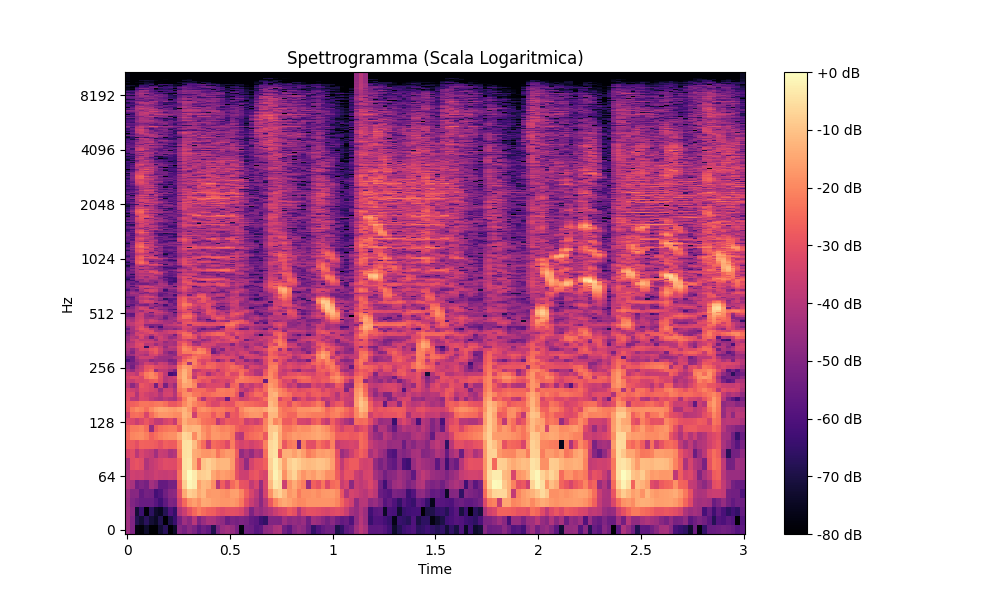 Spettrogramma (Scala Logaritmica)
Hz
8192
4096
2048
1024
512
256
128
64
0
0
0.5
1
1.5
2
2.5
3
Time
+0 dB
-10 dB
-20 dB
-30 dB
-40 dB
-50 dB
-60 dB
-70 dB
-80 dB